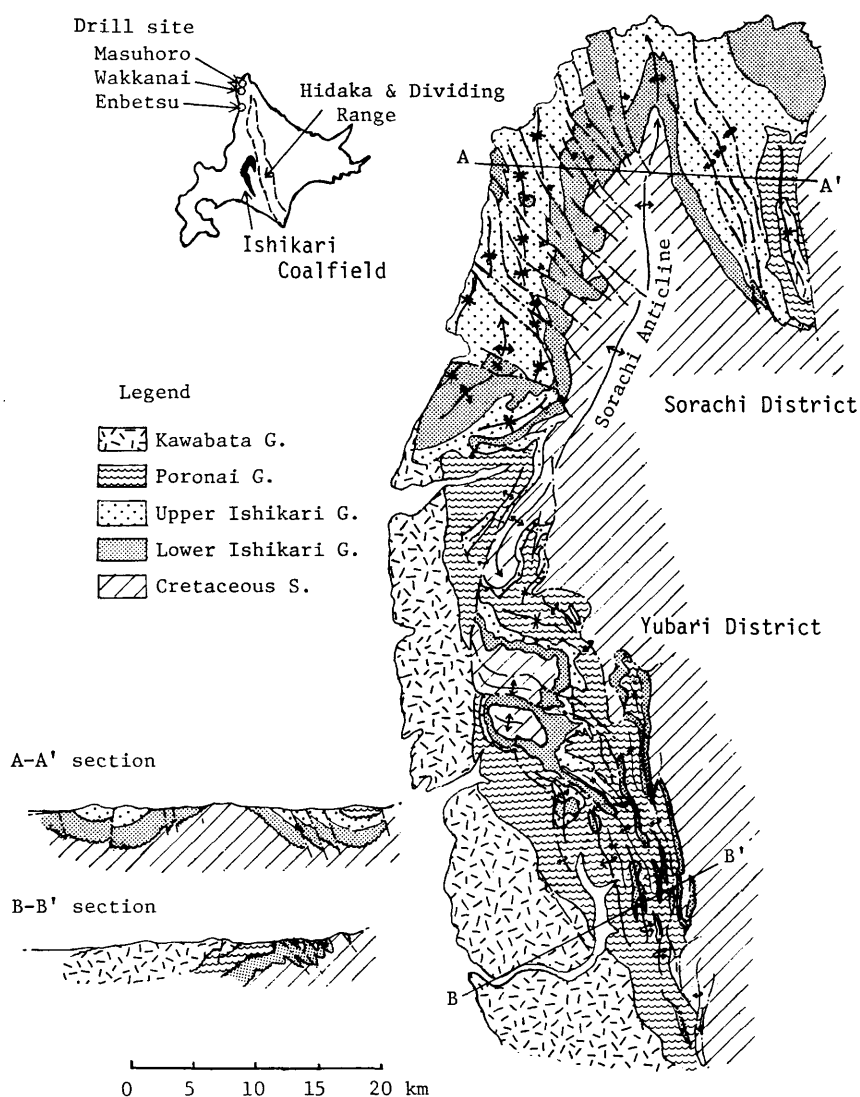 Drill site
Masuhoro
Wakkanai
Enbetsu
Hidaka & Dividing
Range
Ishikari
Coalfield
A
A'
Sorachi Anticline
Sorachi District
Legend
Kawabata G.
Poronai G.
Upper Ishikari G.
Lower Ishikari G.
Cretaceous S.
Yubari District
A-A' section
B-B' section
B'
B
0 5 10 15 20 km